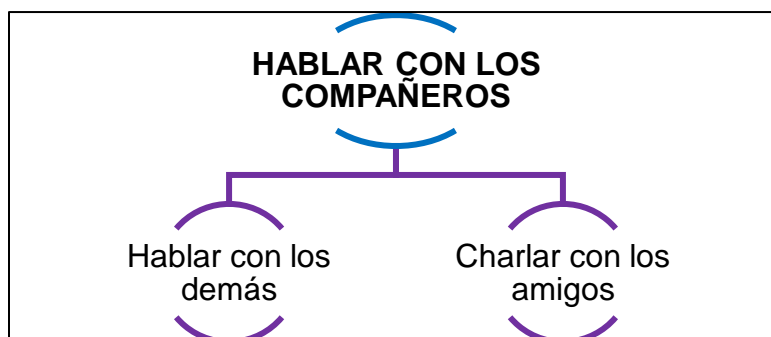 HABLAR CON LOS
COMPAÑEROS
Hablar con los
demás
Charlar con los
amigos